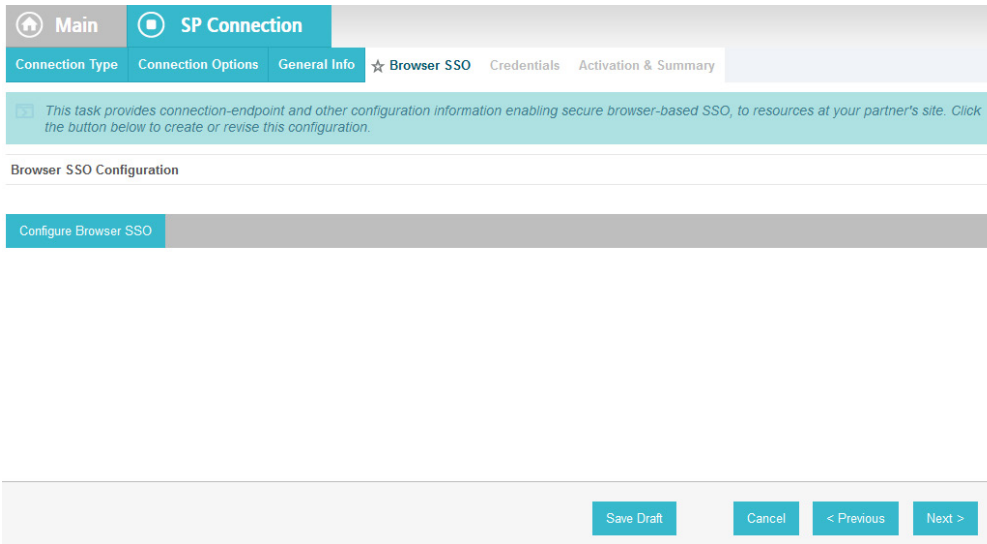 Main SP Connection
Connection Type Connection Options General Info Browser SSO Credentials Activation & Summary
This task provides connection-endpoint and other configuration information enabling secure browser-based SSO, to resources at your partner's site. Click
the button below to create or revise this configuration.
Browser SSO Configuration
Configure Browser SSO
Save Draft Cancel < Previous Next >